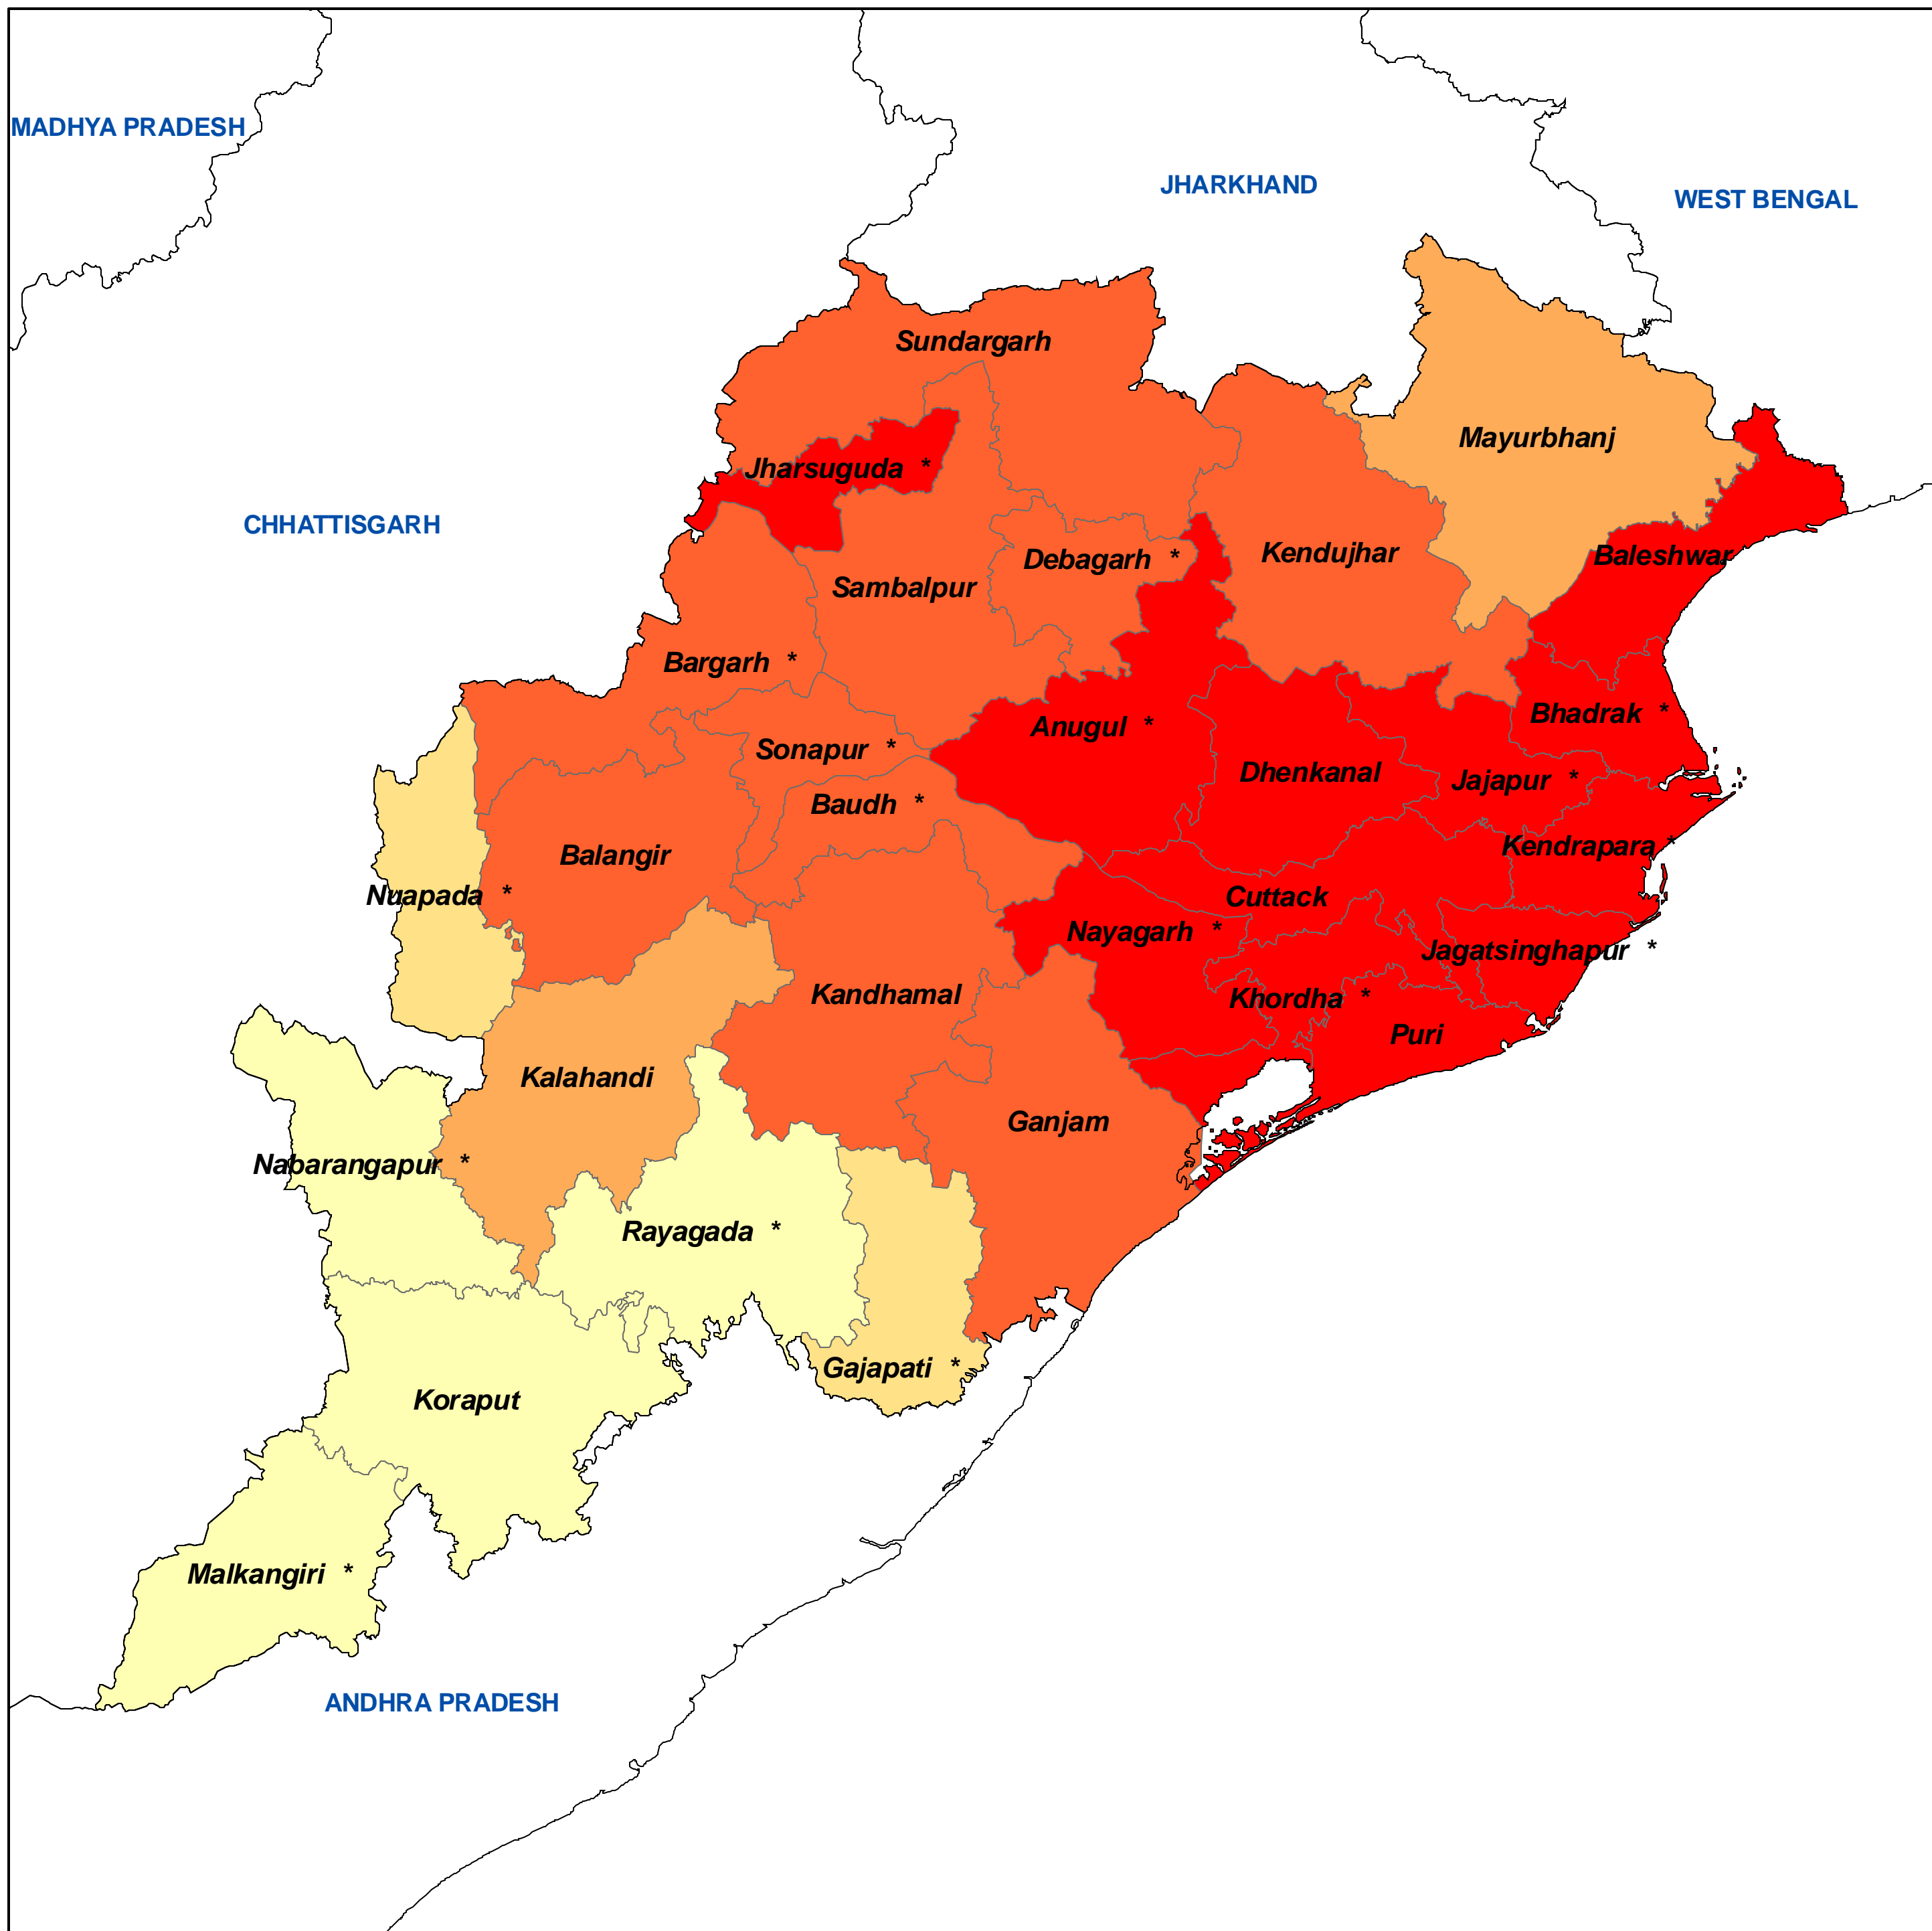 MADHYA PRADESH
JHARKHAND
WEST BENGAL
Sundargarh
Mayurbhanj
Jharsuguda *
CHHATTISGARH
Debagarh *
Kendujhar
Baleshwar
Sambalpur
Bargarh *
Bhadrak *
Anugul *
Sonapur *
Dhenkanal
Jajapur *
Baudh *
Kendrapara *
Balangir
Nuapada *
Cuttack
Nayagarh *
Jagatsinghapur *
Kandhamal
Khordha *
Puri
Kalahandi
Ganjam
Nabarangapur *
Rayagada *
Gajapati *
Koraput
Malkangiri *
ANDHRA PRADESH